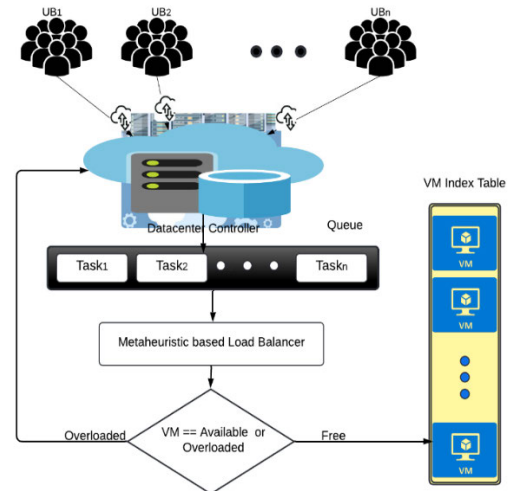 UB1
UB2
UBn
VM Index Table
Datacenter Controller
Queue
Task1
Task2
Taskn
VM
VM
Metaheuristic based Load Balancer
VM == Available or
Overloaded
Overloaded
Free
VM